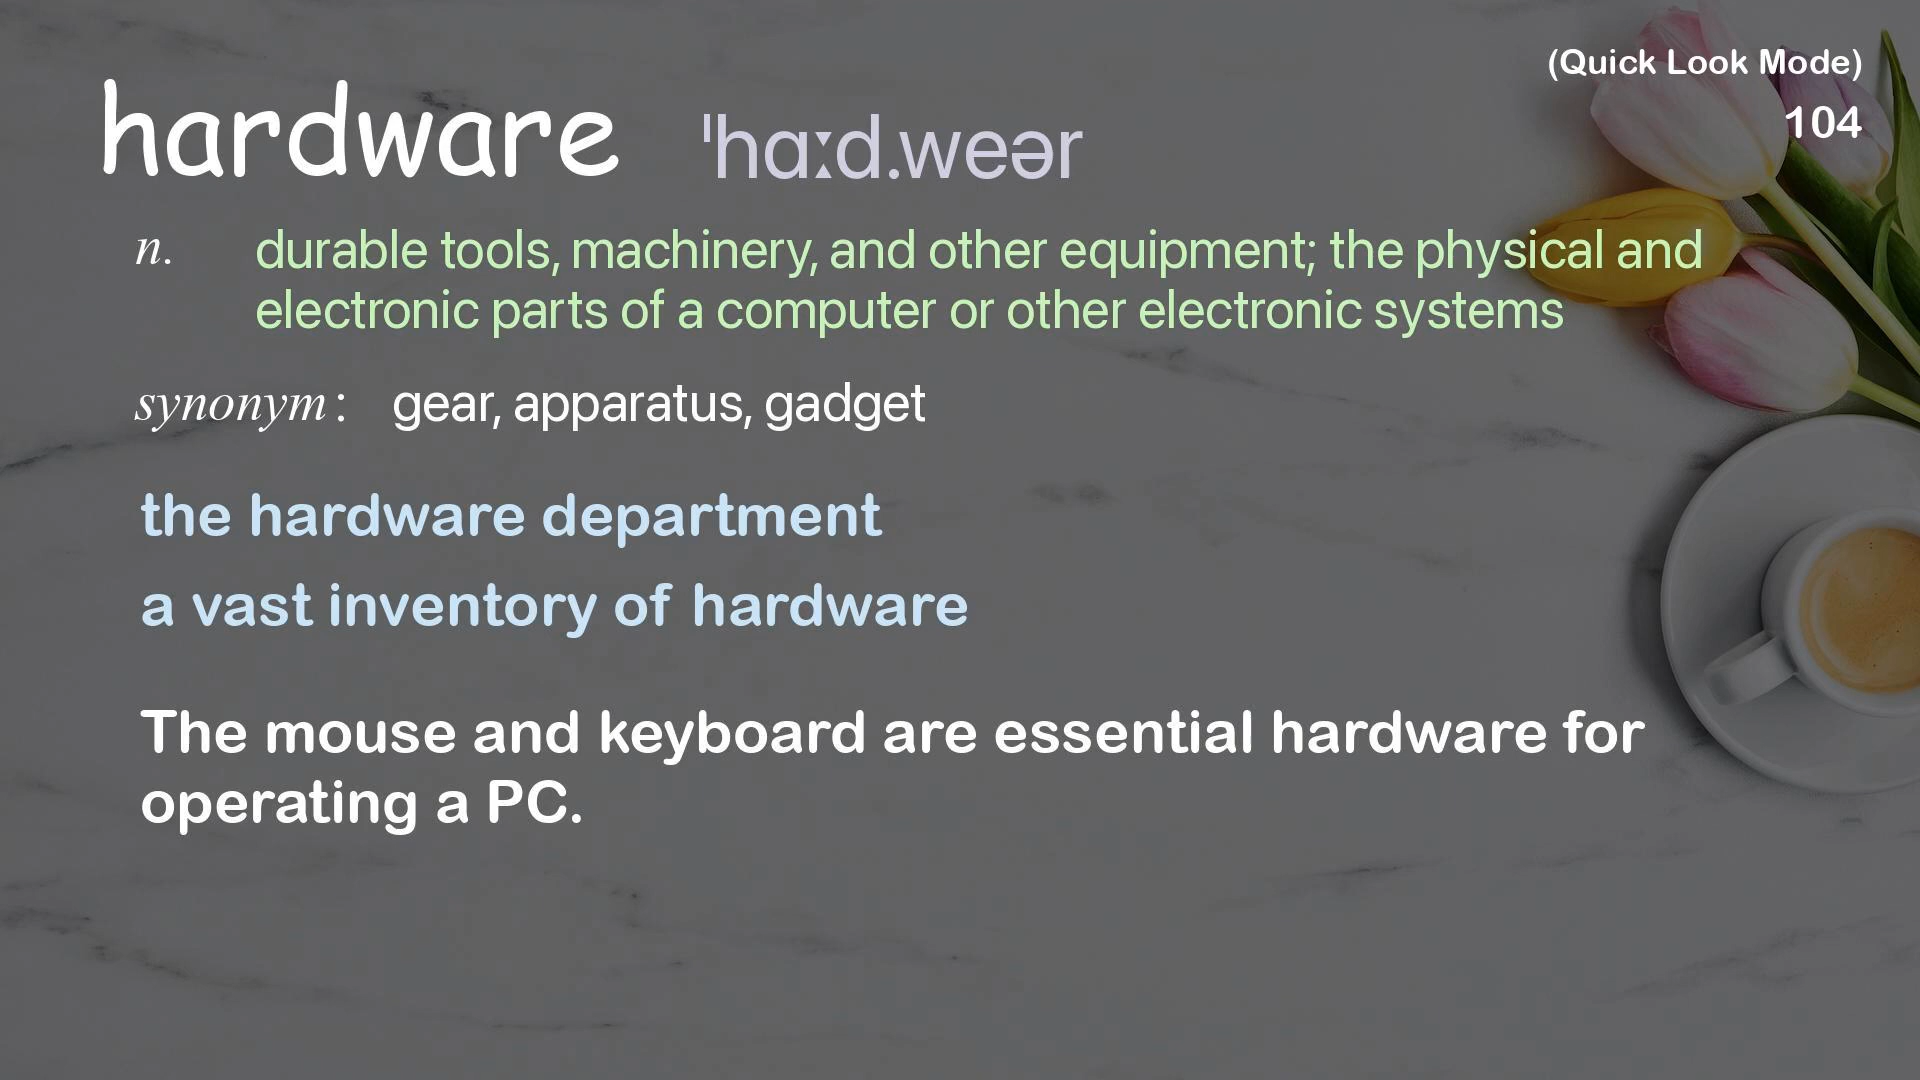 (Quick Look Mode)
104
hardware ˈhɑːd.weər
n. durable tools, machinery, and other equipment; the physical and
electronic parts of a computer or other electronic systems
synonym: gear, apparatus, gadget
the hardware department
a vast inventory of hardware
The mouse and keyboard are essential hardware for
operating a PC.